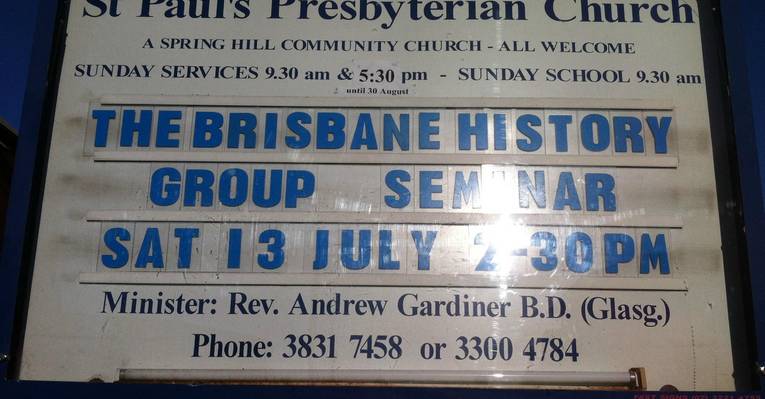 St Paul's Presbyterian Church
A SPRING HILL COMMUNITY CHURCH - ALL WELCOME
SUNDAY SERVICES 9.30 am & 5:30 pm - SUNDAY SCHOOL 9.30 am
until 30 August
THE BRISBANE HISTORY
GROUP SEMINAR
SAT 13 JULY 2-30PM
Minister: Rev. Andrew Gardiner B.D. (Glasg.)
Phone: 3831 7458 or 3300 4784